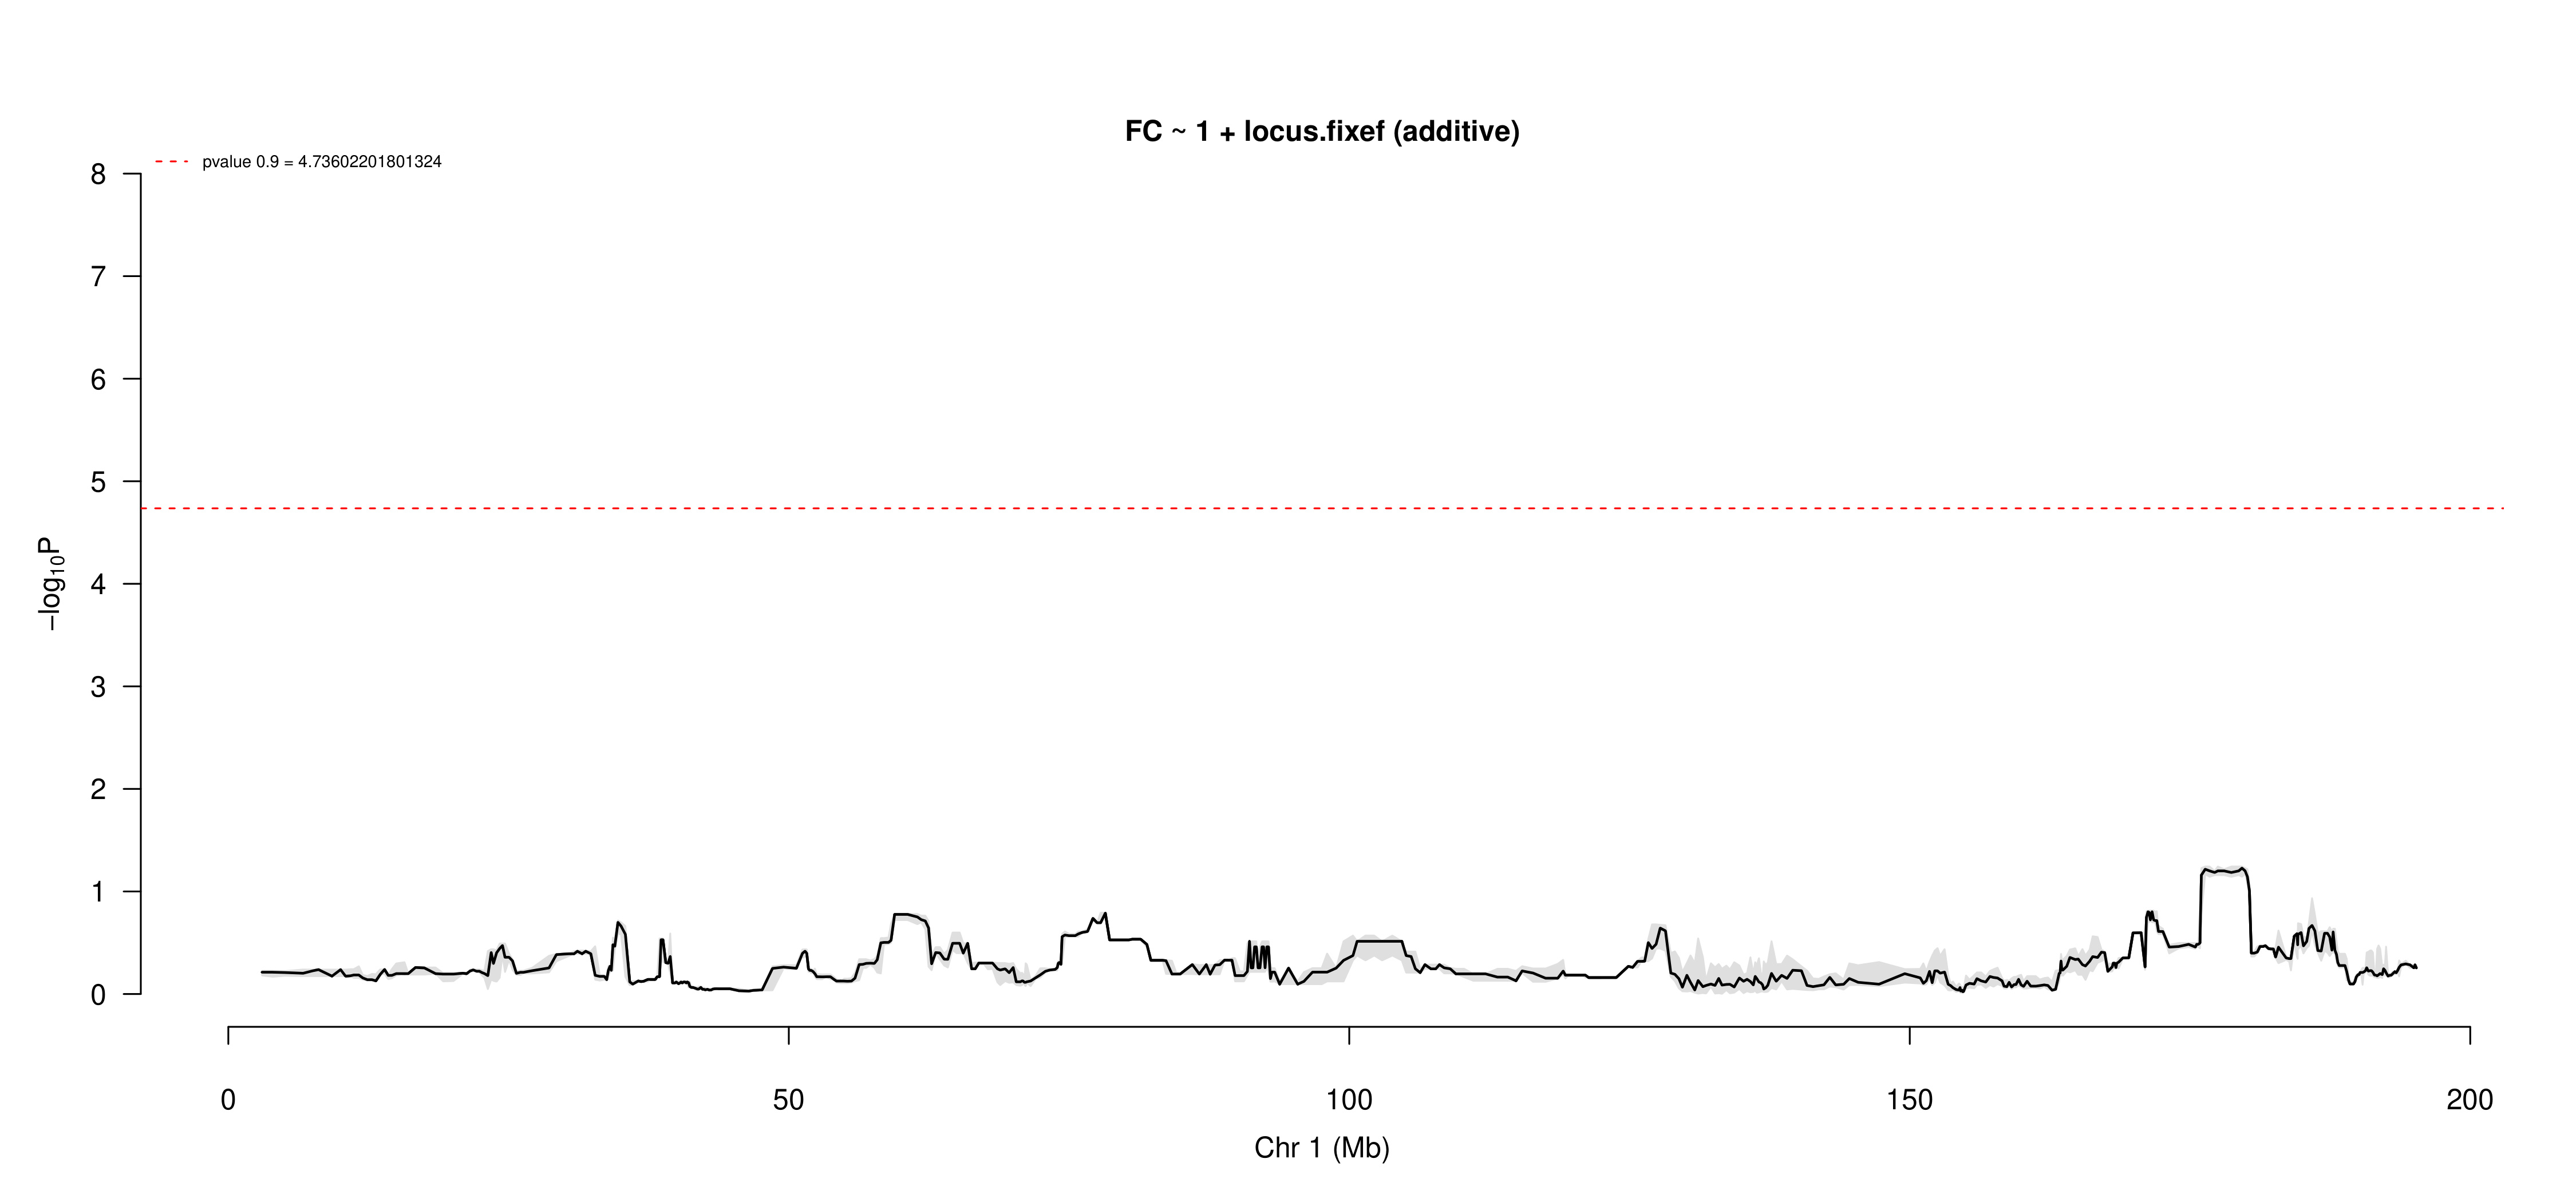 FC ~ 1 + locus.fixef (additive)
pvalue 0.9 = 4.73602201801324
8
7
6
5
4
3
2
1
0
−log10P
0 50 100 150 200
Chr 1 (Mb)